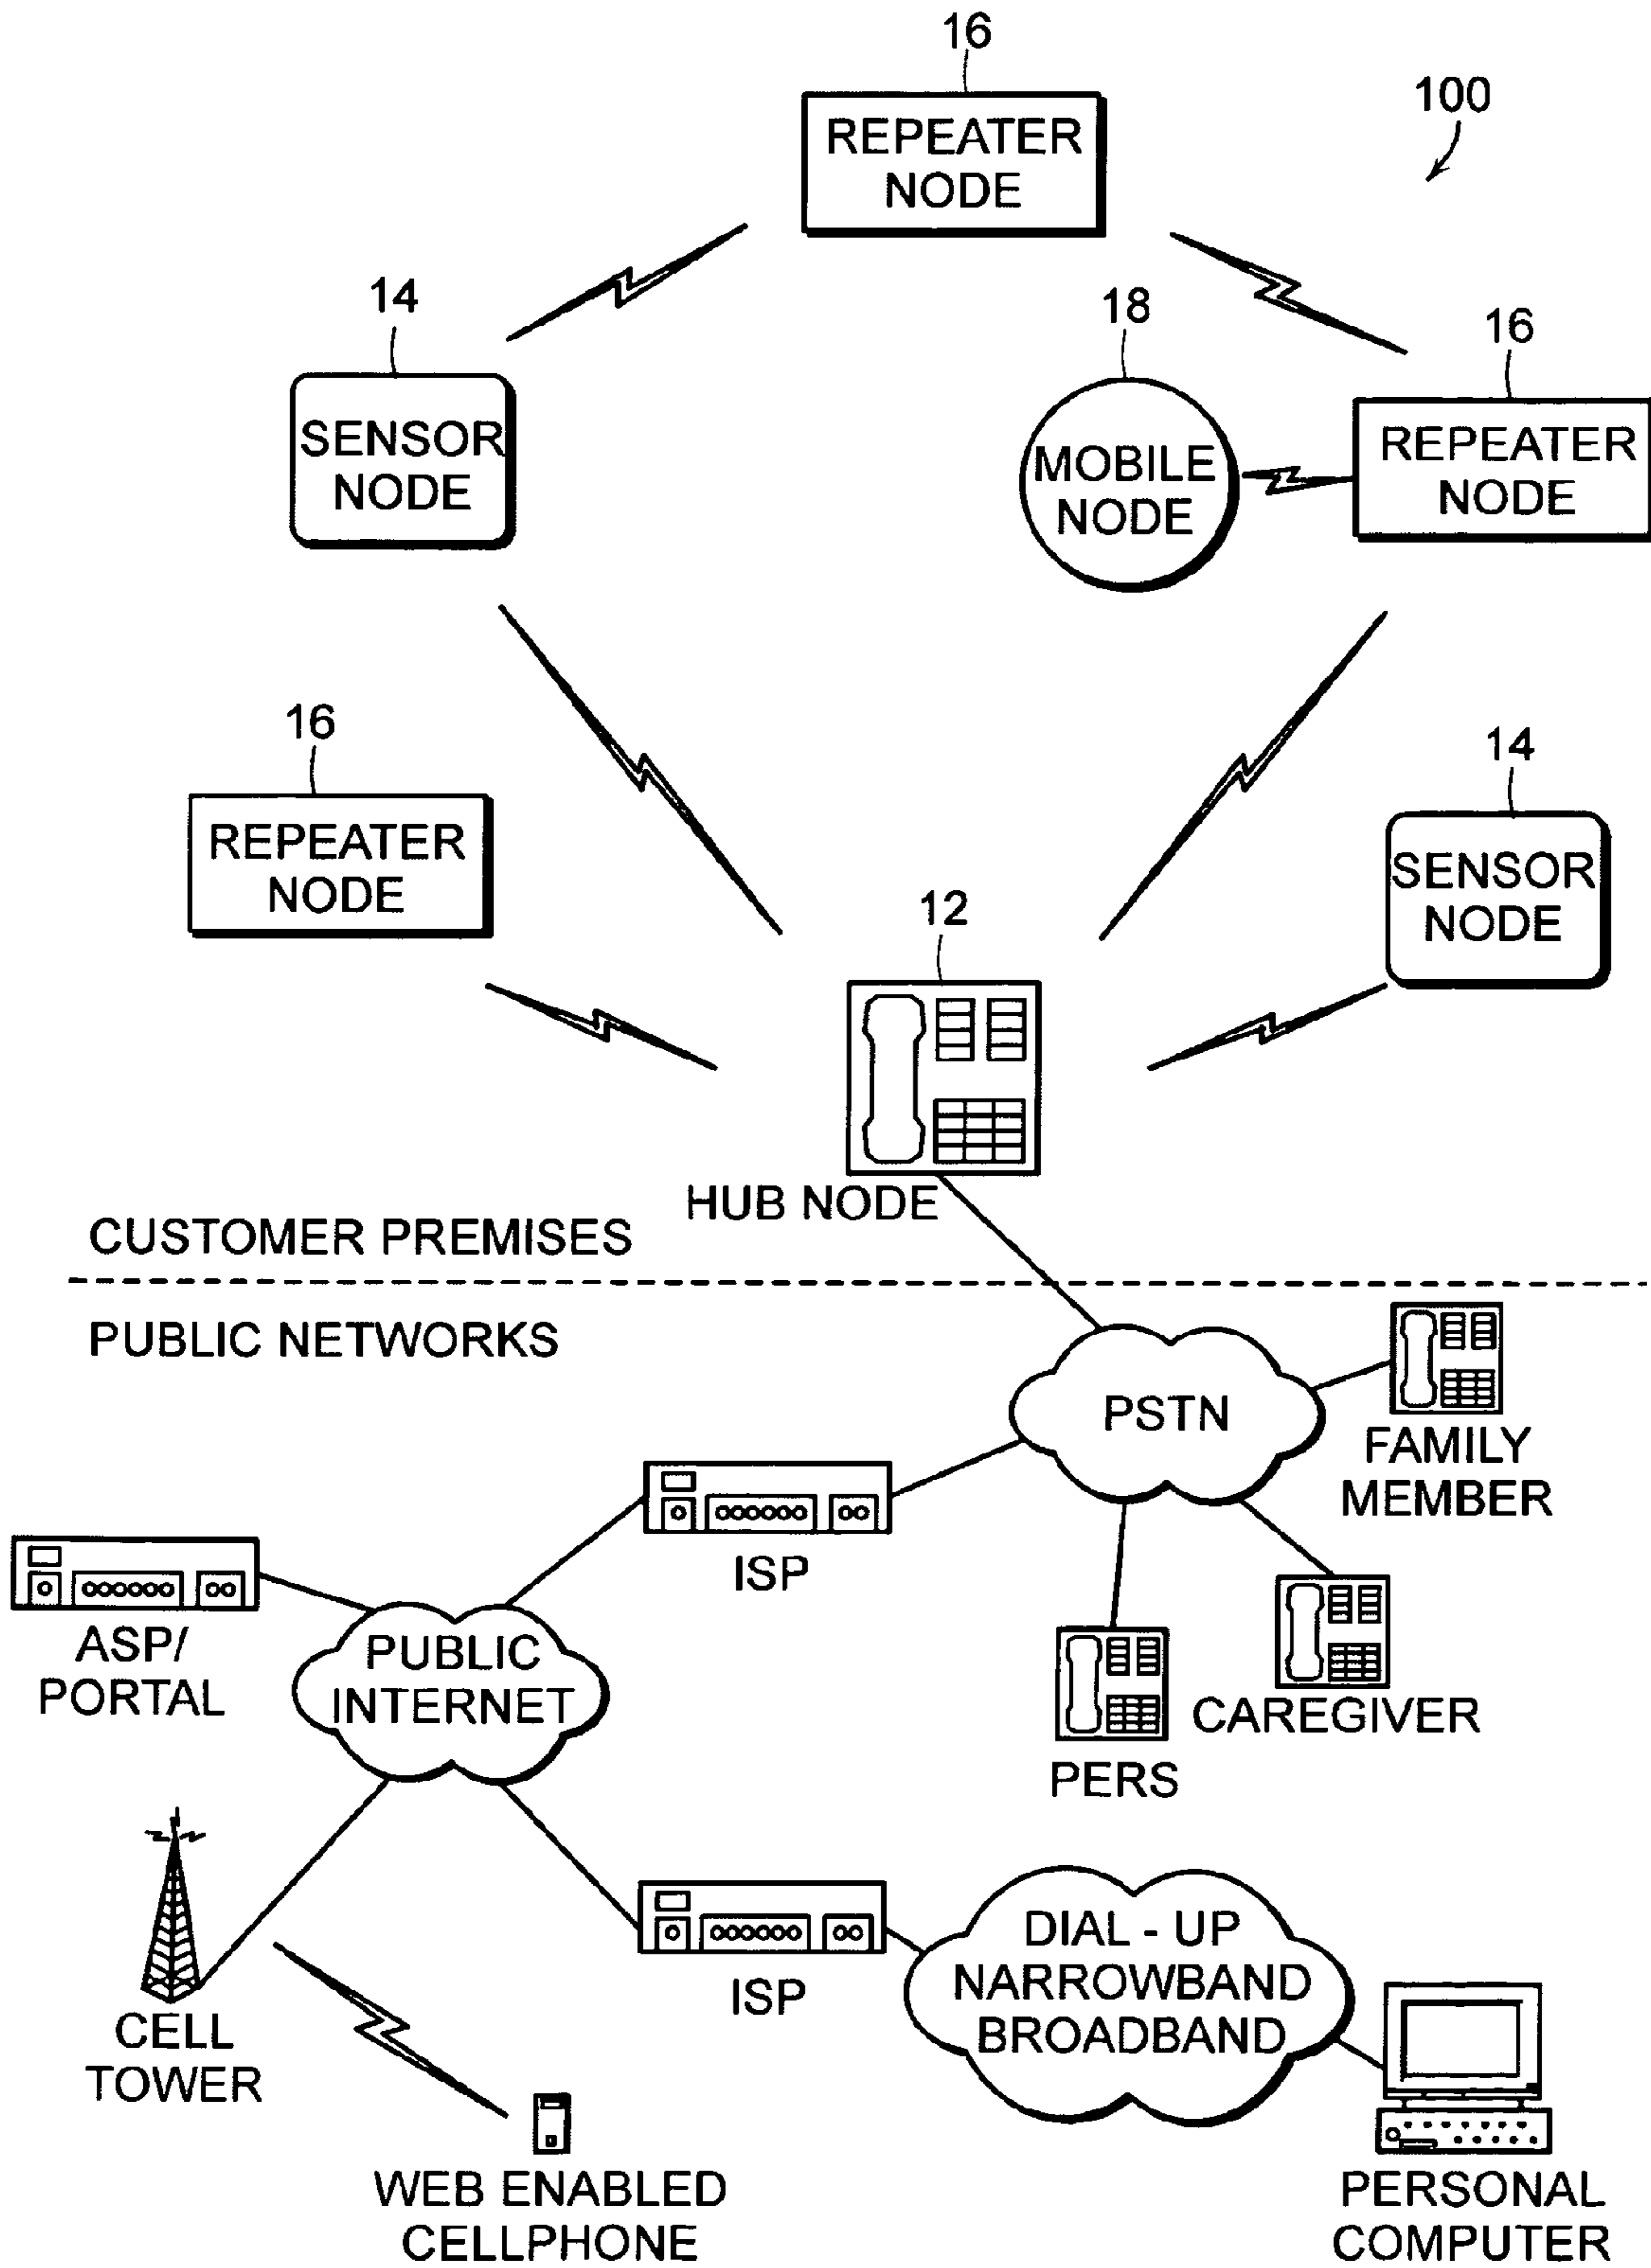 16
REPEATER
NODE
100
14
SENSOR
NODE
18
MOBILE
NODE
16
REPEATER
NODE
16
REPEATER
NODE
14
SENSOR
NODE
12
HUB NODE
CUSTOMER PREMISES
PUBLIC NETWORKS
PSTN
FAMILY
MEMBER
ISP
CAREGIVER
PERS
ASP/
PORTAL
PUBLIC
INTERNET
CELL
TOWER
ISP
DIAL - UP
NARROWBAND
BROADBAND
WEB ENABLED
CELLPHONE
PERSONAL
COMPUTER